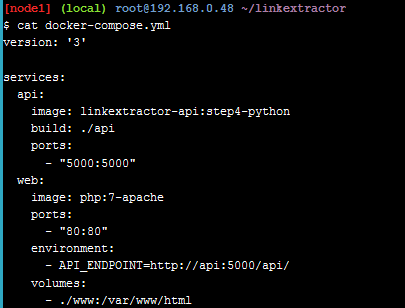 [node1] (local) root@192.168.0.48 ~/linkextractor
$ cat docker-compose.yml
version: '3'

services:
  api:
    image: linkextractor-api:step4-python
    build: ./api
    ports:
      - "5000:5000"
  web:
    image: php:7-apache
    ports:
      - "80:80"
    environment:
      - API_ENDPOINT=http://api:5000/api/
    volumes:
      - ./www:/var/www/html